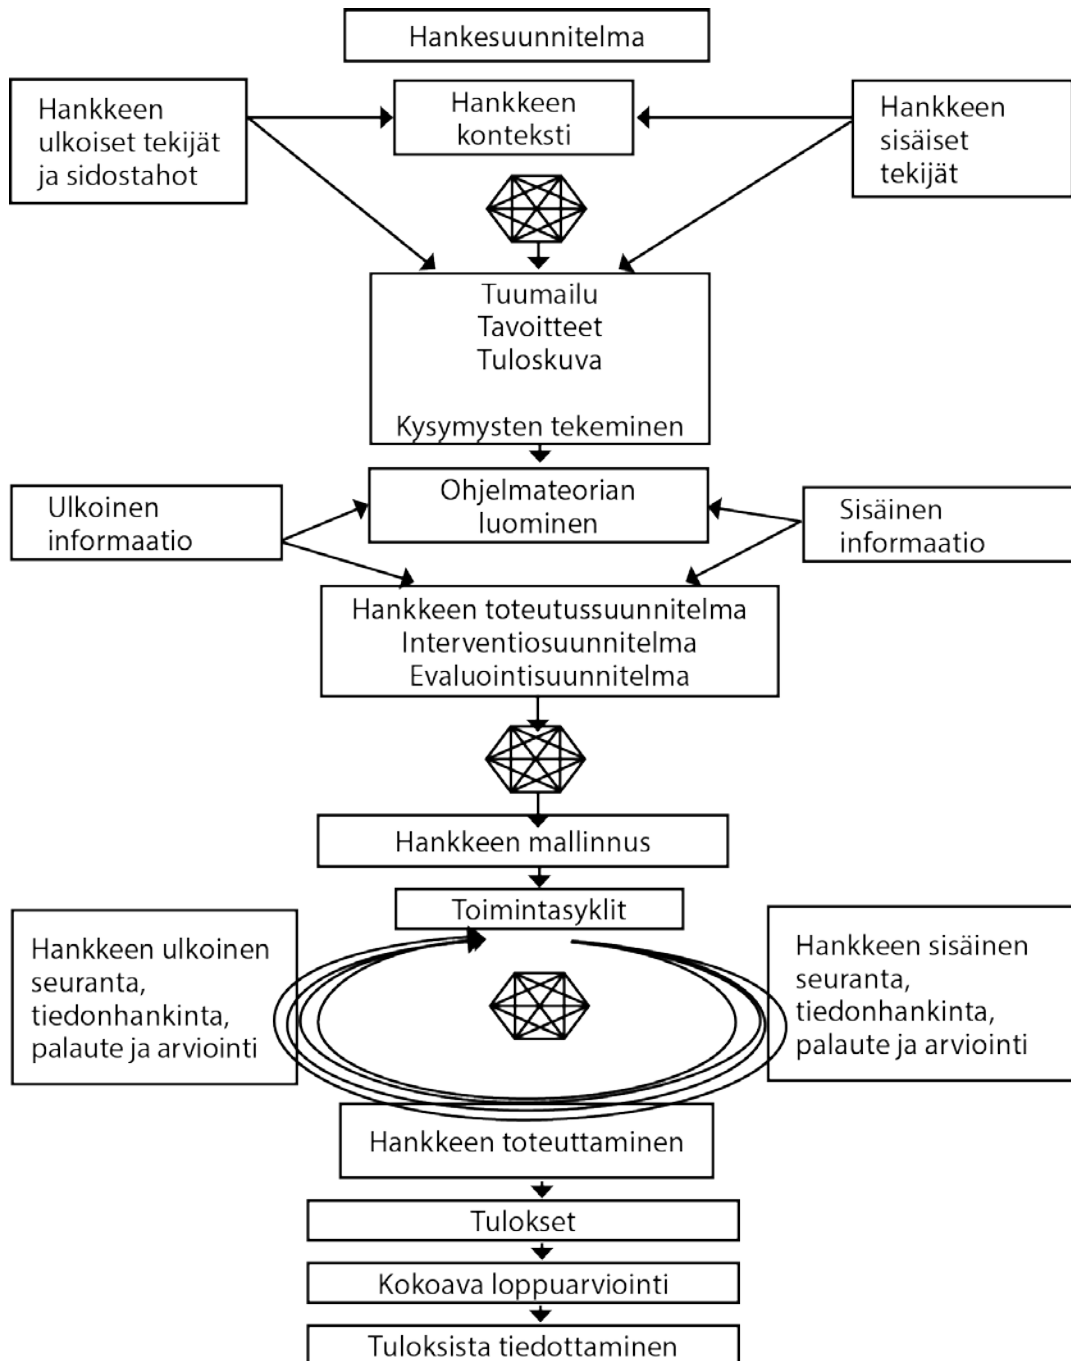 Hankesuunnitelma
Hankkeen
ulkoiset tekijät
ja sidostahot
Hankkeen
konteksti
Hankkeen
sisäiset
tekijät
Tuumailu
Tavoitteet
Tuloskuva
Kysymysten tekeminen
Ulkoinen
informaatio
Ohjelmateorian
luominen
Sisäinen
informaatio
Hankkeen toteutussuunnitelma
Interventiosuunnitelma
Evaluointisuunnitelma
Hankkeen mallinnus
Toimintasyklit
Hankkeen ulkoinen
seuranta,
tiedonhankinta,
palaute ja arviointi
Hankkeen sisäinen
seuranta,
tiedonhankinta,
palaute ja arviointi
Hankkeen toteuttaminen
Tulokset
Kokoava loppuarviointi
Tuloksista tiedottaminen